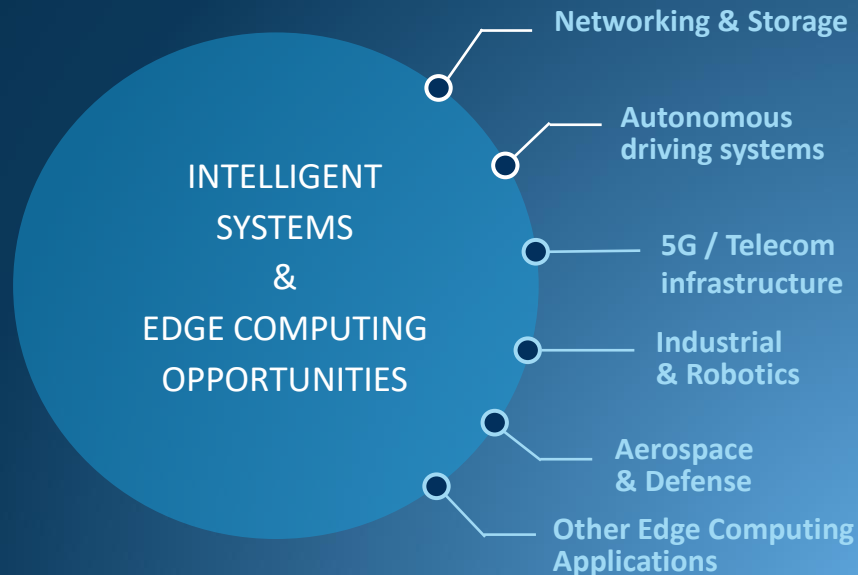 INTELLIGENT
SYSTEMS
&
EDGE COMPUTING
OPPORTUNITIES
Networking & Storage
Autonomous
driving systems
5G / Telecom
infrastructure
Industrial
& Robotics
Aerospace
& Defense
Other Edge Computing
Applications